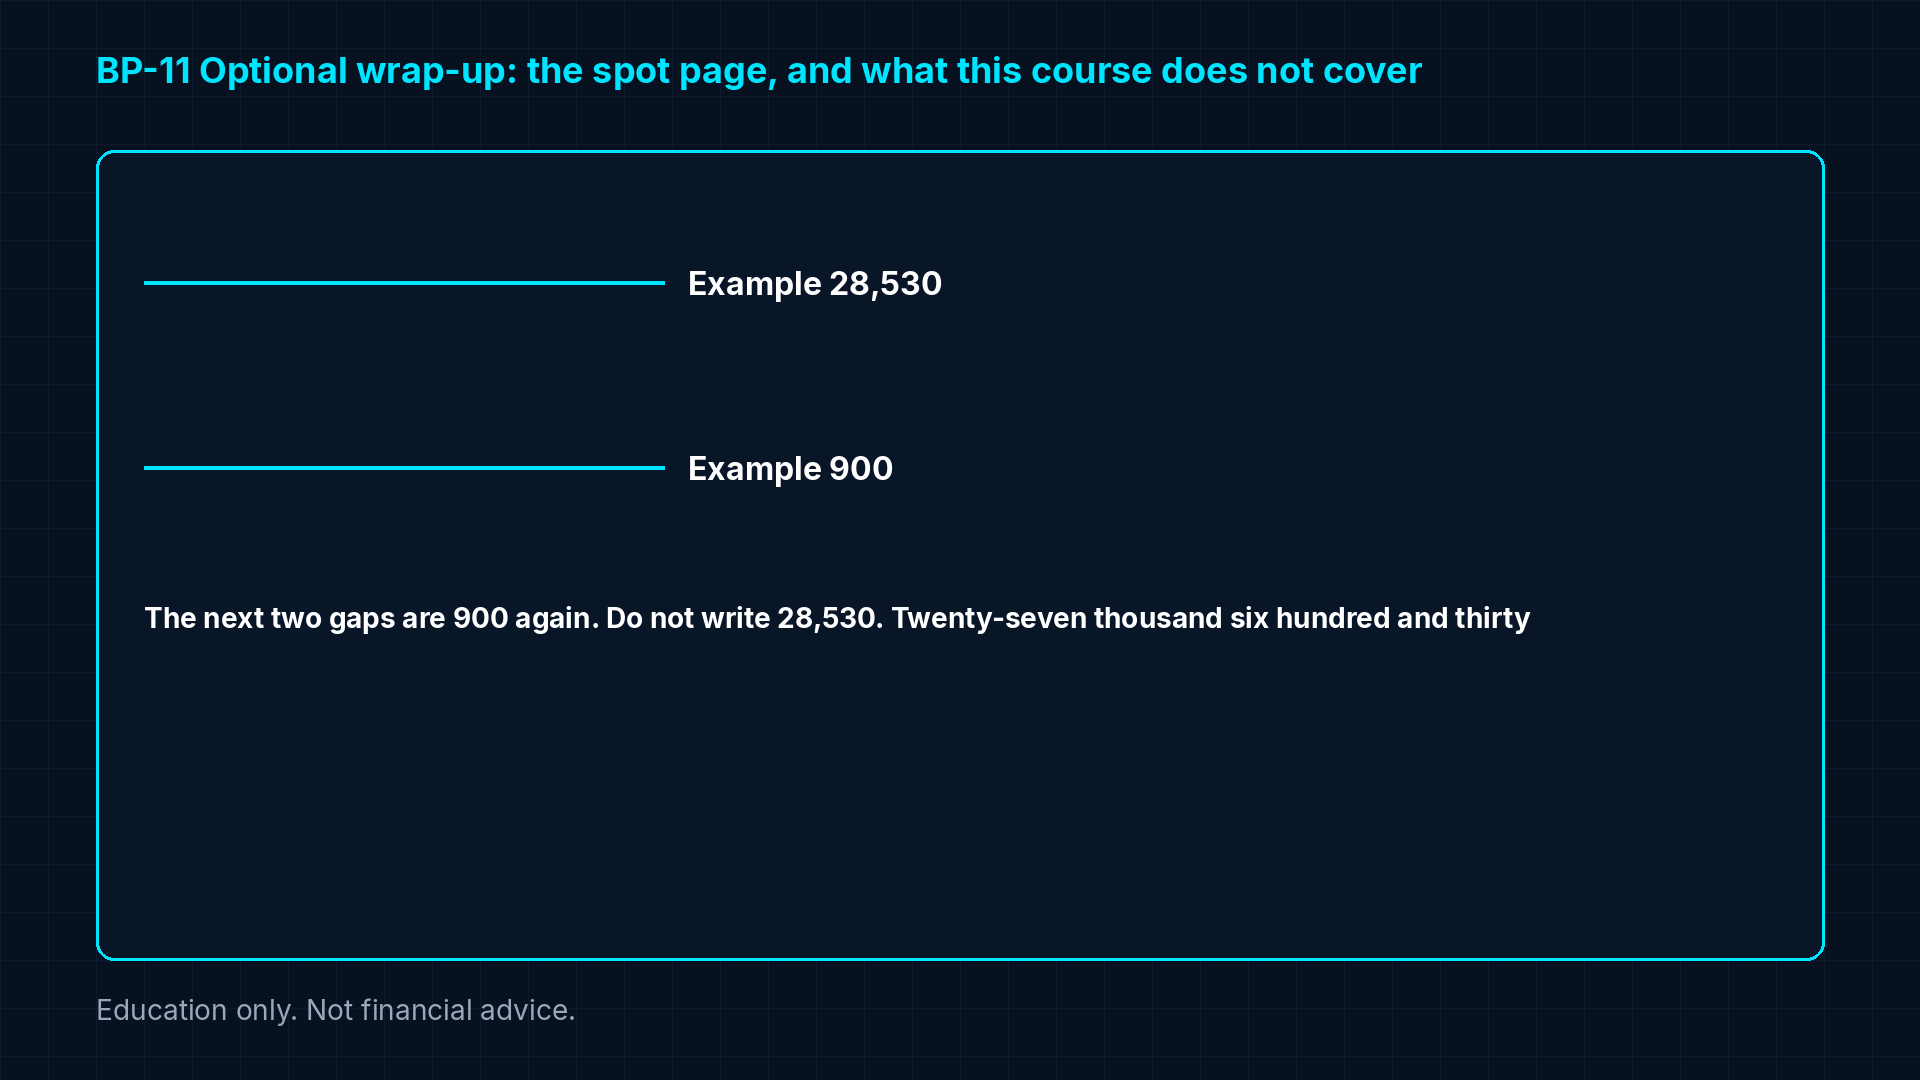 BP-11 Optional wrap-up: the spot page, and what this course does not cover
Example 28,530
Example 900
The next two gaps are 900 again. Do not write 28,530. Twenty-seven thousand six hundred and thirty
Education only. Not financial advice.